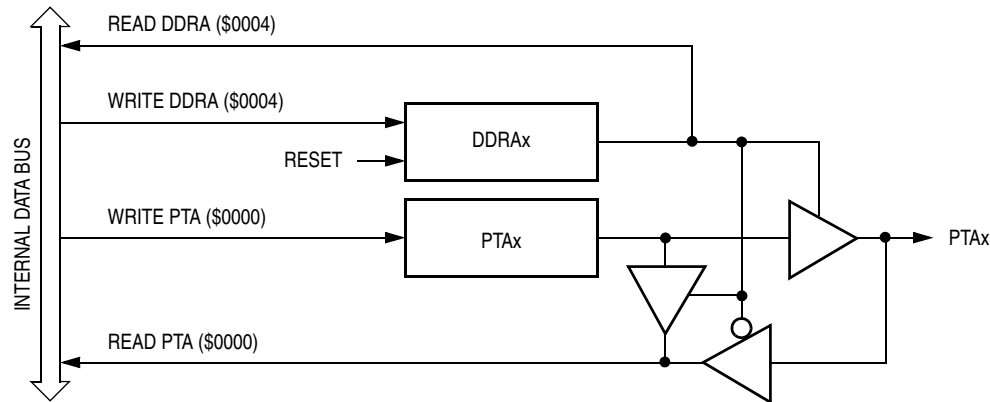 READ DDRA ($0004)
WRITE DDRA ($0004)
DDRAx
RESET
WRITE PTA ($0000)
PTAx
PTAx
READ PTA ($0000)
INTERNAL DATA BUS